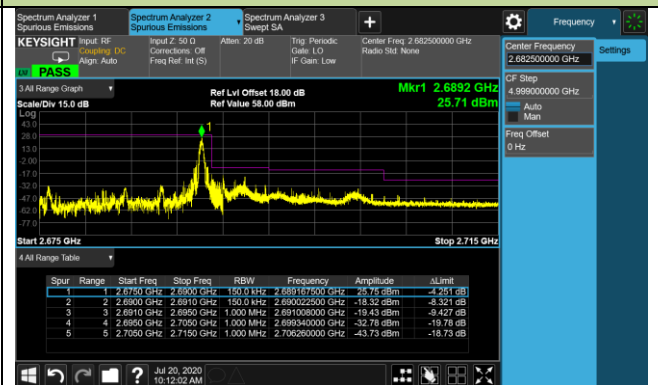 Spectrum Analyzer 1
Spurious Emissions
Spectrum Analyzer 2
Spurious Emissions
Spectrum Analyzer 3
Swept SA
Frequency
KEYSIGHT
Input: RF
Coupling: DC
Align: Auto
Input Z: 50 Ω
Corrections: Off
Freq Ref: Int (S)
Atten: 20 dB
Trig: Periodic
Gate: LO
IF Gain: Low
Center Freq: 2.682500000 GHz
Radio Std: None
PASS
Center Frequency
2.682500000 GHz
Settings
CF Step
4.999000000 GHz
Auto
Man
Freq Offset
0 Hz
3 All Range Graph
Scale/Div 15.0 dB
Ref Lvl Offset 18.00 dB
Ref Value 58.00 dBm
Mkr1 2.6892 GHz
25.71 dBm
Log
43.0
28.0
13.0
-2.00
-17.0
-32.0
-47.0
-62.0
-77.0
1
Start 2.675 GHz
Stop 2.715 GHz
4 All Range Table
Spur Range Start Freq Stop Freq RBW Frequency Amplitude ΔLimit
1 1 2.6750 GHz 2.6900 GHz 150.0 kHz 2.689167500 GHz 25.75 dBm -4.251 dB
2 2 2.6900 GHz 2.6910 GHz 150.0 kHz 2.690022500 GHz -18.32 dBm -8.321 dB
3 3 2.6910 GHz 2.6950 GHz 1.000 MHz 2.691008000 GHz -19.43 dBm -9.427 dB
4 4 2.6950 GHz 2.7050 GHz 1.000 MHz 2.699340000 GHz -32.78 dBm -19.78 dB
5 5 2.7050 GHz 2.7150 GHz 1.000 MHz 2.706260000 GHz -43.73 dBm -18.73 dB
Jul 20, 2020
10:12:02 AM